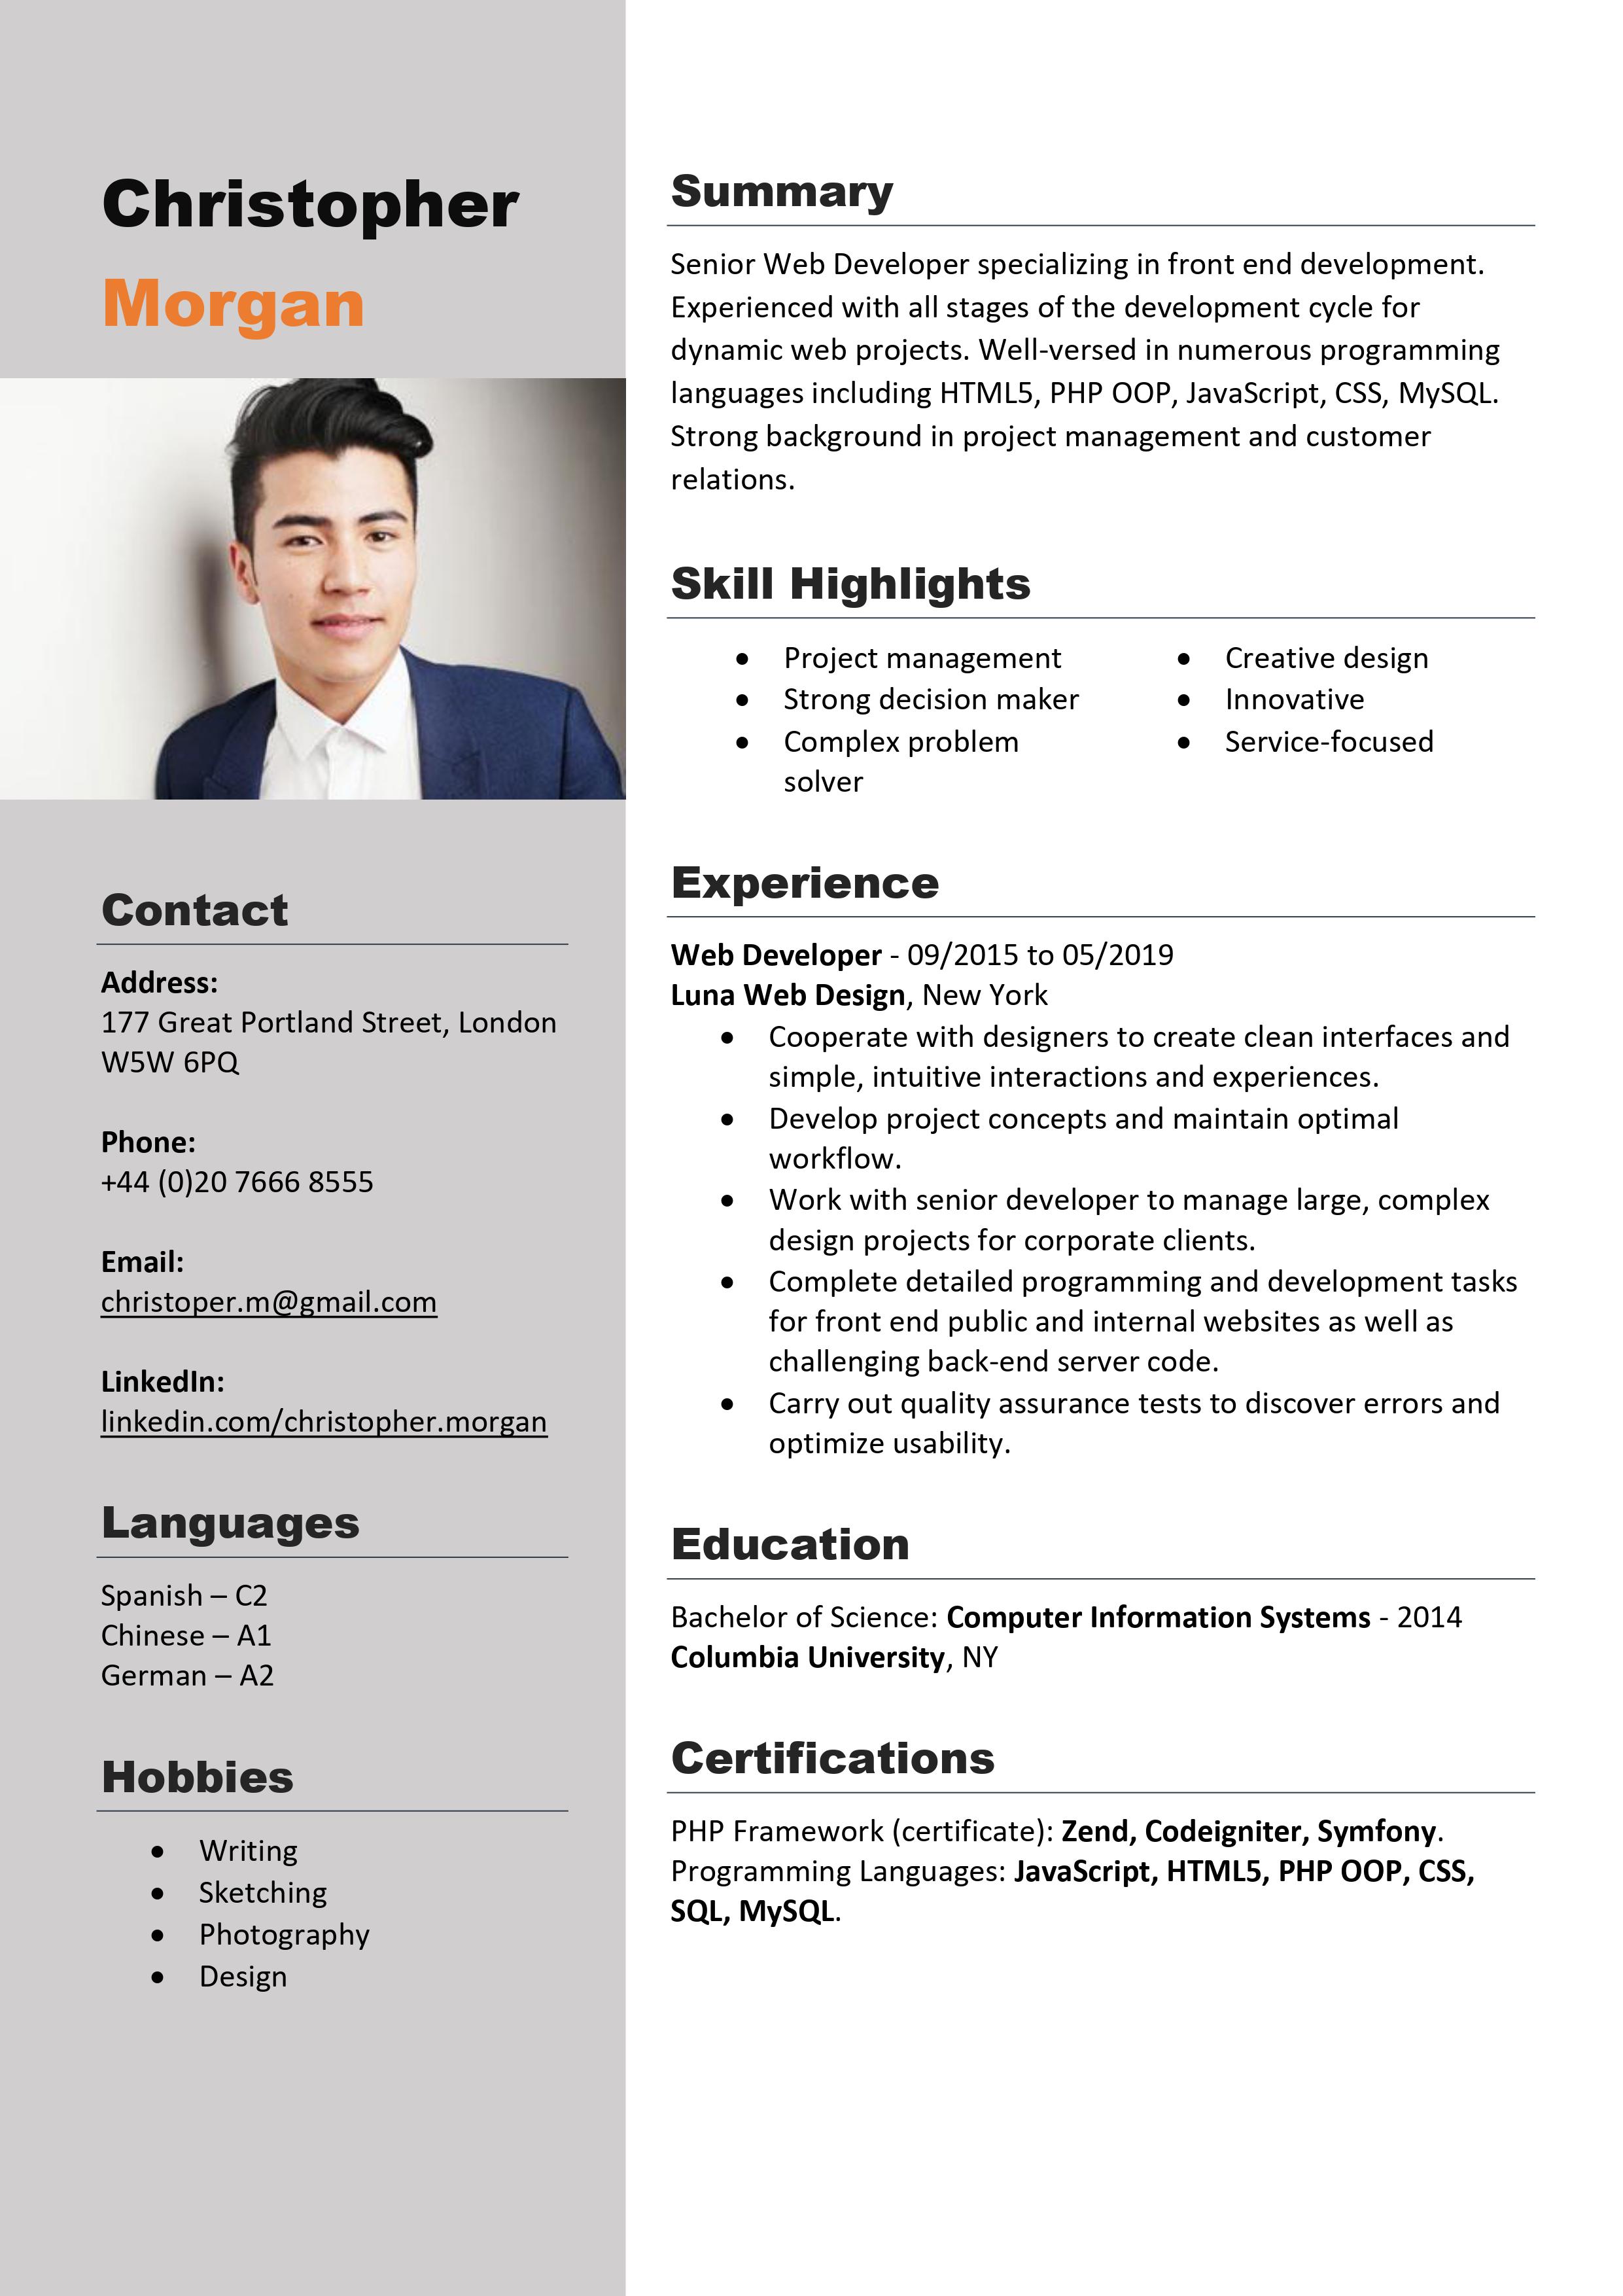 Christopher
Morgan
Contact
Address:
177 Great Portland Street, London
W5W 6PQ
Phone:
+44 (0)20 7666 8555
Email:
christoper.m@gmail.com
LinkedIn:
linkedin.com/christopher.morgan
Languages
Spanish – C2
Chinese – A1
German – A2
Hobbies
• Writing
• Sketching
• Photography
• Design
Summary
Senior Web Developer specializing in front end development.
Experienced with all stages of the development cycle for
dynamic web projects. Well-versed in numerous programming
languages including HTML5, PHP OOP, JavaScript, CSS, MySQL.
Strong background in project management and customer
relations.
Skill Highlights
• Project management
• Strong decision maker
• Complex problem
solver
• Creative design
• Innovative
• Service-focused
Experience
Web Developer - 09/2015 to 05/2019
Luna Web Design, New York
• Cooperate with designers to create clean interfaces and
simple, intuitive interactions and experiences.
• Develop project concepts and maintain optimal
workflow.
• Work with senior developer to manage large, complex
design projects for corporate clients.
• Complete detailed programming and development tasks
for front end public and internal websites as well as
challenging back-end server code.
• Carry out quality assurance tests to discover errors and
optimize usability.
Education
Bachelor of Science: Computer Information Systems - 2014
Columbia University, NY
Certifications
PHP Framework (certificate): Zend, Codeigniter, Symfony.
Programming Languages: JavaScript, HTML5, PHP OOP, CSS,
SQL, MySQL.